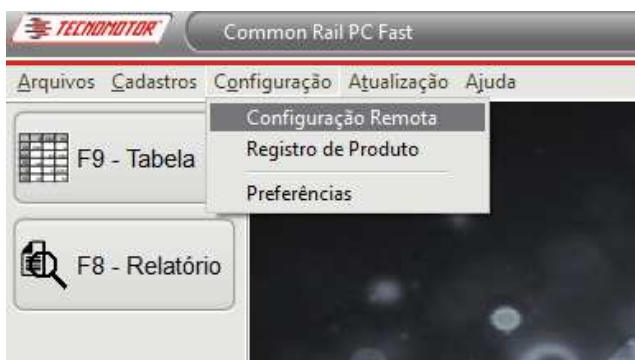 TECNOMOTOR
Common Rail PC Fast
Arquivos Cadastros Configuração Atualização Ajuda
Configuração Remota
Registro de Produto
Preferências
F9 - Tabela
F8 - Relatório